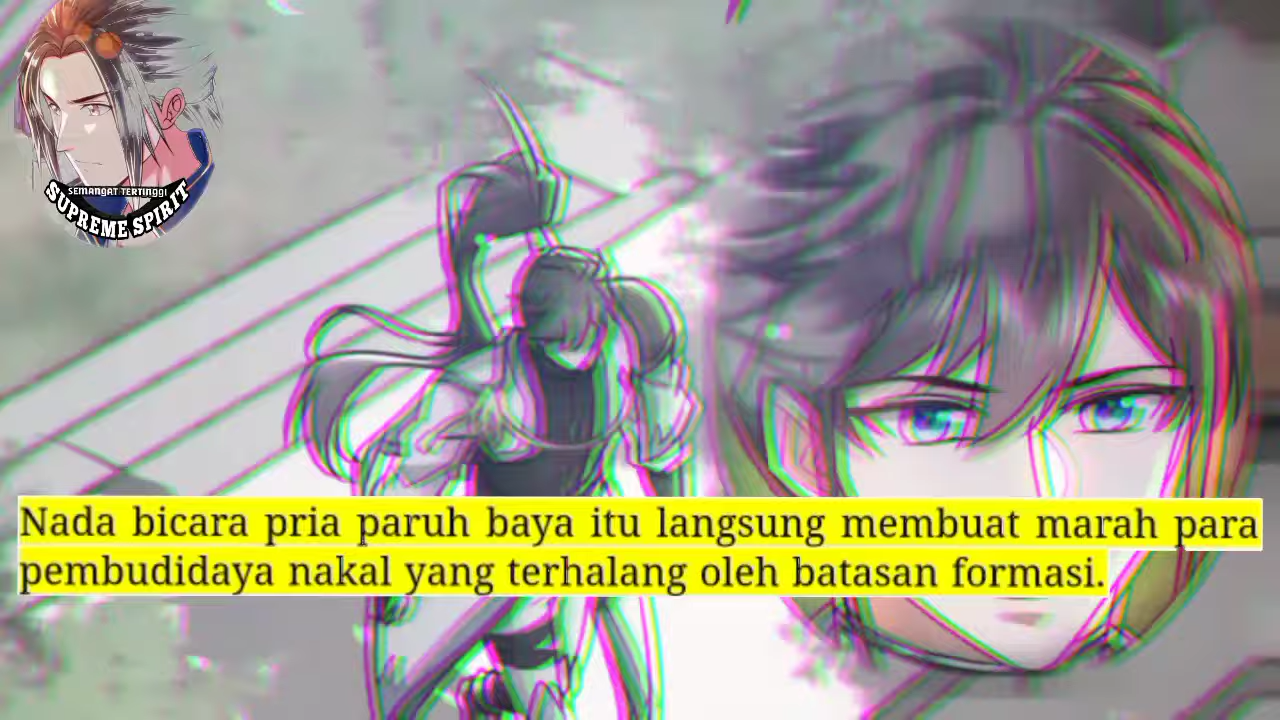 SEMANGAT TERTINGGI
SUPREME SPIRIT
Nada bicara pria paruh baya itu langsung membuat marah para
pembudidaya nakal yang terhalang oleh batasan formasi.